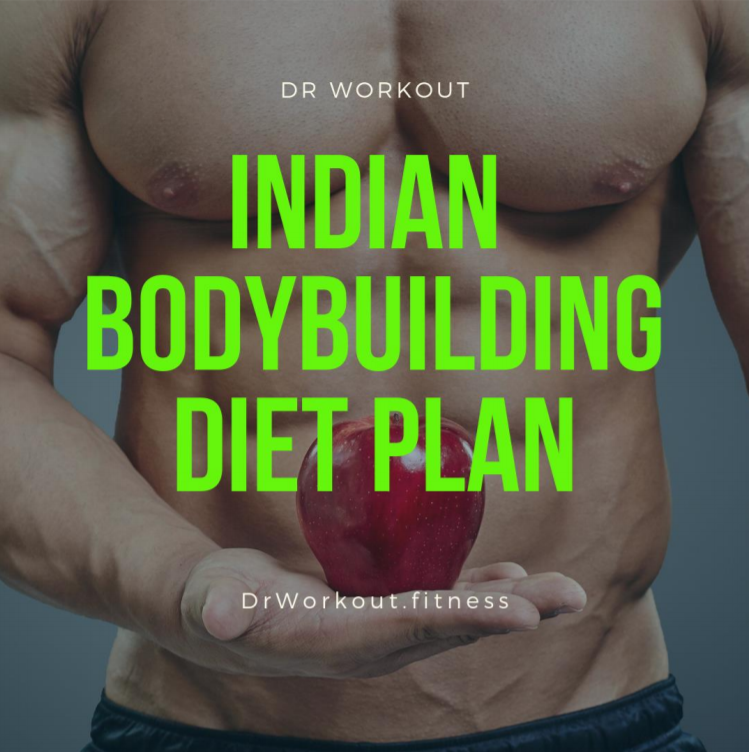 DR WORKOUT
INDIAN
BODYBUILDING
DIET PLAN
DrWorkout.fitness